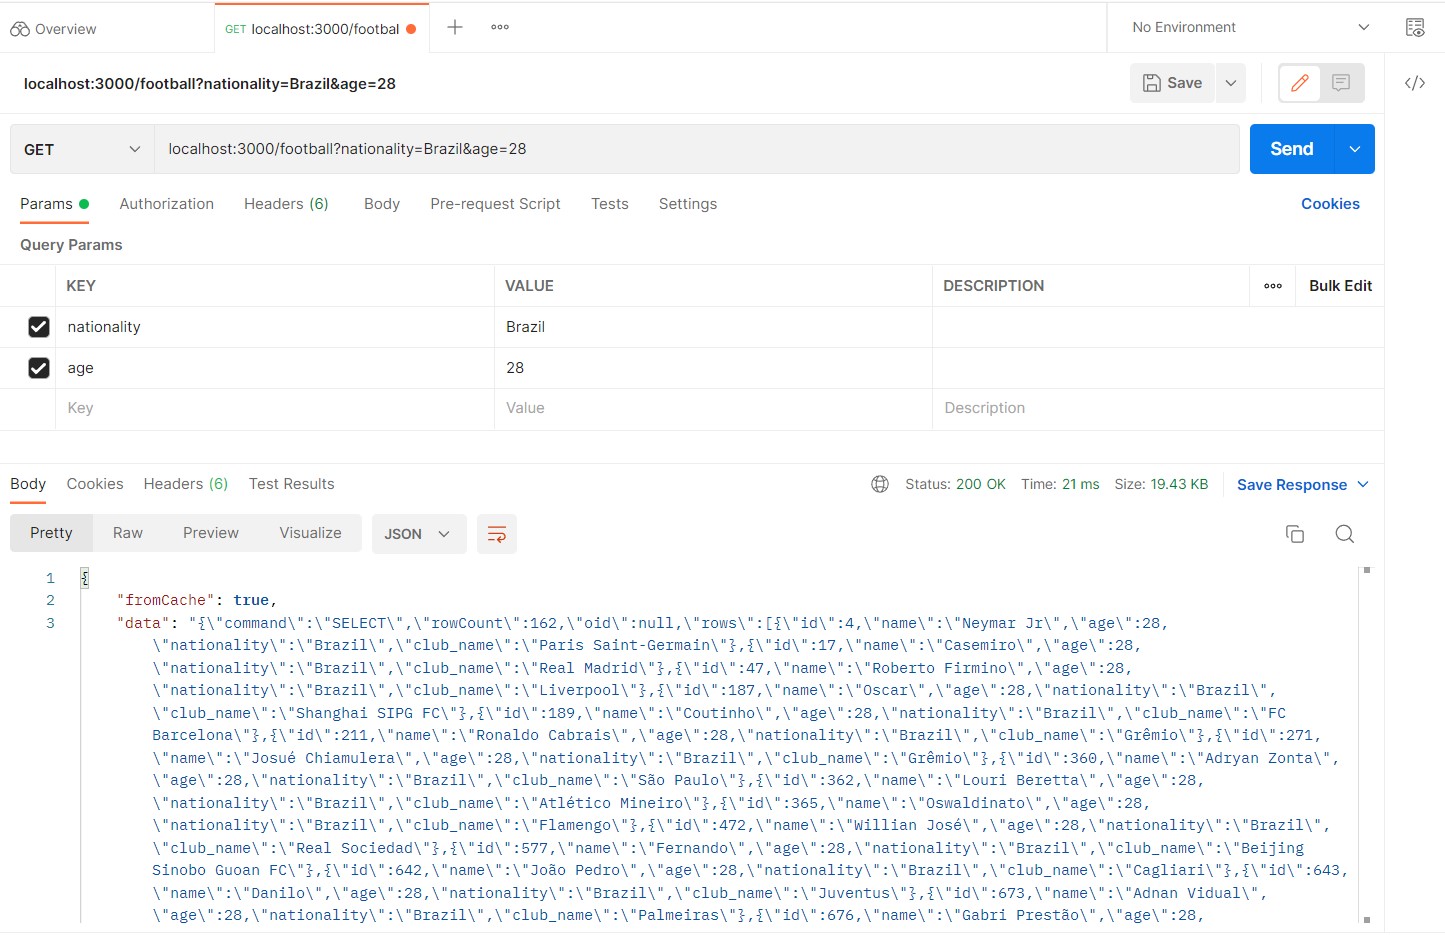 Overview
GET localhost:3000/footbal
No Environment
localhost:3000/football?nationality=Brazil&age=28
Save
GET
localhost:3000/football?nationality=Brazil&age=28
Send
Params Authorization Headers (6) Body Pre-request Script Tests Settings Cookies
Query Params
KEY VALUE DESCRIPTION Bulk Edit
nationality Brazil
age 28
Key Value Description
Body Cookies Headers (6) Test Results Status: 200 OK Time: 21 ms Size: 19.43 KB Save Response
Pretty Raw Preview Visualize JSON
1 {
2 "fromCache": true,
3 "data": "{\"command\":\"SELECT\",\"rowCount\":162,\"oid\":null,\"rows\":[{\"id\":4,\"name\":\"Neymar Jr\",\"age\":28,
\"nationality\":\"Brazil\",\"club_name\":\"Paris Saint-Germain\"},{\"id\":17,\"name\":\"Casemiro\",\"age\":28,
\"nationality\":\"Brazil\",\"club_name\":\"Real Madrid\"},{\"id\":47,\"name\":\"Roberto Firmino\",\"age\":28,
\"nationality\":\"Brazil\",\"club_name\":\"Liverpool\"},{\"id\":187,\"name\":\"Oscar\",\"age\":28,\"nationality\":\"Brazil\",
\"club_name\":\"Shanghai SIPG FC\"},{\"id\":189,\"name\":\"Coutinho\",\"age\":28,\"nationality\":\"Brazil\",\"club_name\":\"FC
Barcelona\"},{\"id\":211,\"name\":\"Ronaldo Cabrais\",\"age\":28,\"nationality\":\"Brazil\",\"club_name\":\"Grêmio\"},{\"id\":271,
\"name\":\"Josué Chiamulera\",\"age\":28,\"nationality\":\"Brazil\",\"club_name\":\"Grêmio\"},{\"id\":360,\"name\":\"Adryan Zonta\",
\"age\":28,\"nationality\":\"Brazil\",\"club_name\":\"São Paulo\"},{\"id\":362,\"name\":\"Louri Beretta\",\"age\":28,
\"nationality\":\"Brazil\",\"club_name\":\"Atlético Mineiro\"},{\"id\":365,\"name\":\"Oswaldinato\",\"age\":28,
\"nationality\":\"Brazil\",\"club_name\":\"Flamengo\"},{\"id\":472,\"name\":\"Willian José\",\"age\":28,\"nationality\":\"Brazil\",
\"club_name\":\"Real Sociedad\"},{\"id\":577,\"name\":\"Fernando\",\"age\":28,\"nationality\":\"Brazil\",\"club_name\":\"Beijing
Sinobo Guoan FC\"},{\"id\":642,\"name\":\"João Pedro\",\"age\":28,\"nationality\":\"Brazil\",\"club_name\":\"Cagliari\"},{\"id\":643,
\"name\":\"Danilo\",\"age\":28,\"nationality\":\"Brazil\",\"club_name\":\"Juventus\"},{\"id\":673,\"name\":\"Adnan Vidual\",
\"age\":28,\"nationality\":\"Brazil\",\"club_name\":\"Palmeiras\"},{\"id\":676,\"name\":\"Gabri Prestão\",\"age\":28,